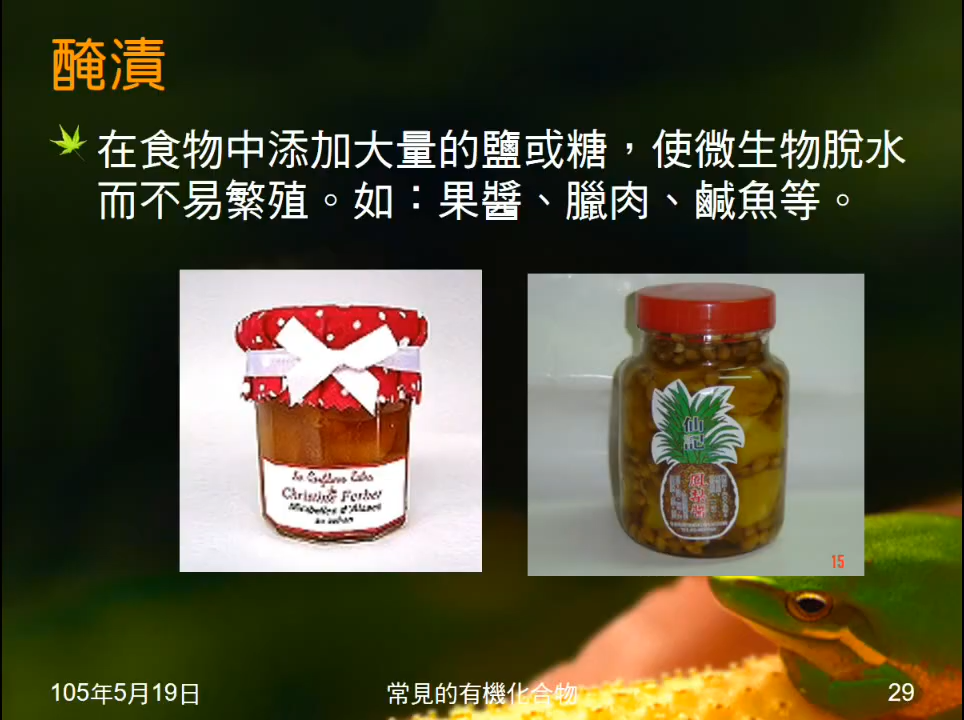 醃漬
在食物中添加大量的鹽或糖，使微生物脫水
而不易繁殖。如：果醬、臘肉、鹹魚等。
Christine Ferber
Mirabelles d'Alsace
仙記
鳳梨醬
15
105年5月19日
常見的有機化合物
29